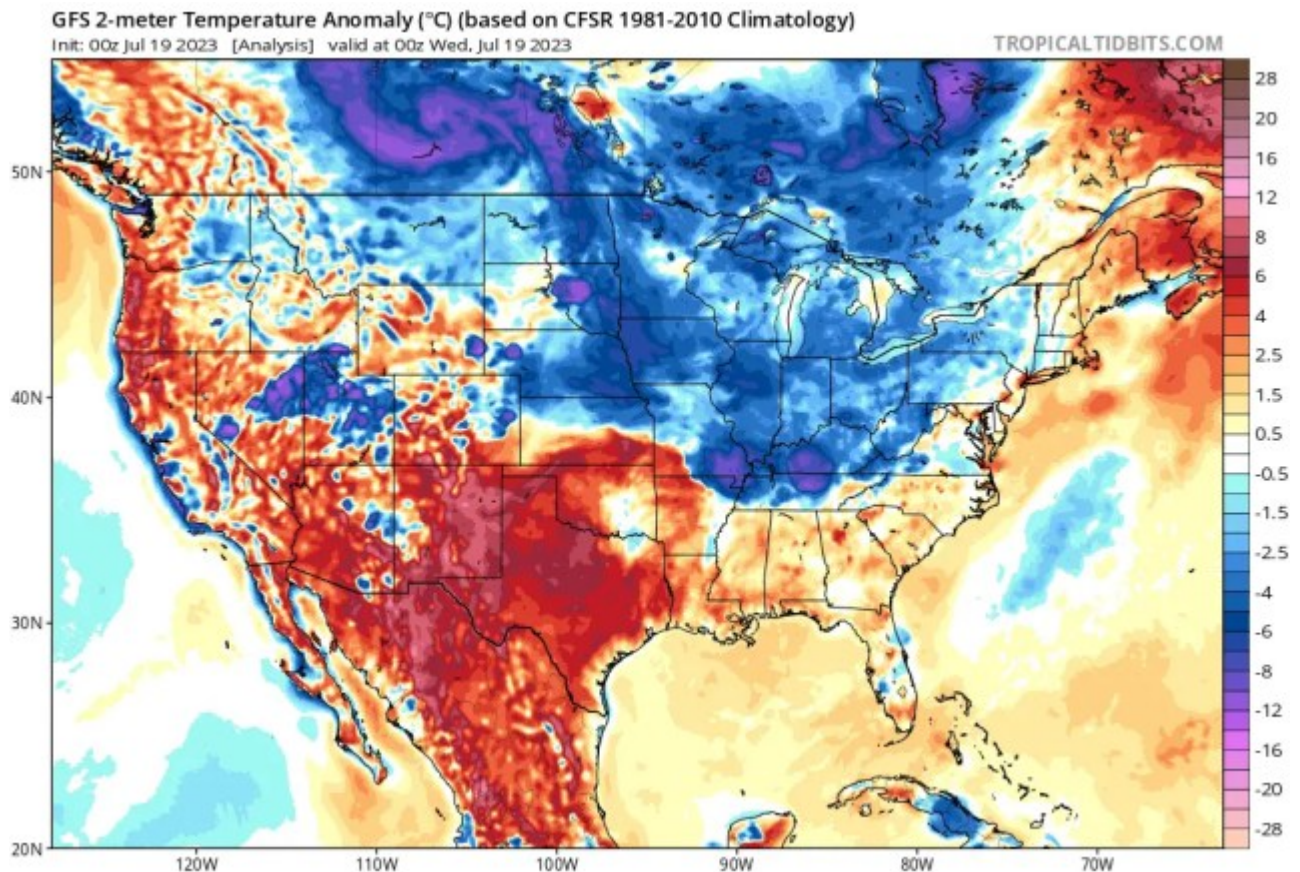 GFS 2-meter Temperature Anomaly (°C) (based on CFSR 1981-2010 Climatology)
Init: 00z Jul 19 2023 [Analysis] valid at 00z Wed, Jul 19 2023
TROPICALTIDBITS.COM
28
20
16
12
8
6
4
2.5
1.5
0.5
-0.5
-1.5
-2.5
-4
-6
-8
-12
-16
-20
-28
50N
40N
30N
20N
120W
110W
100W
90W
80W
70W